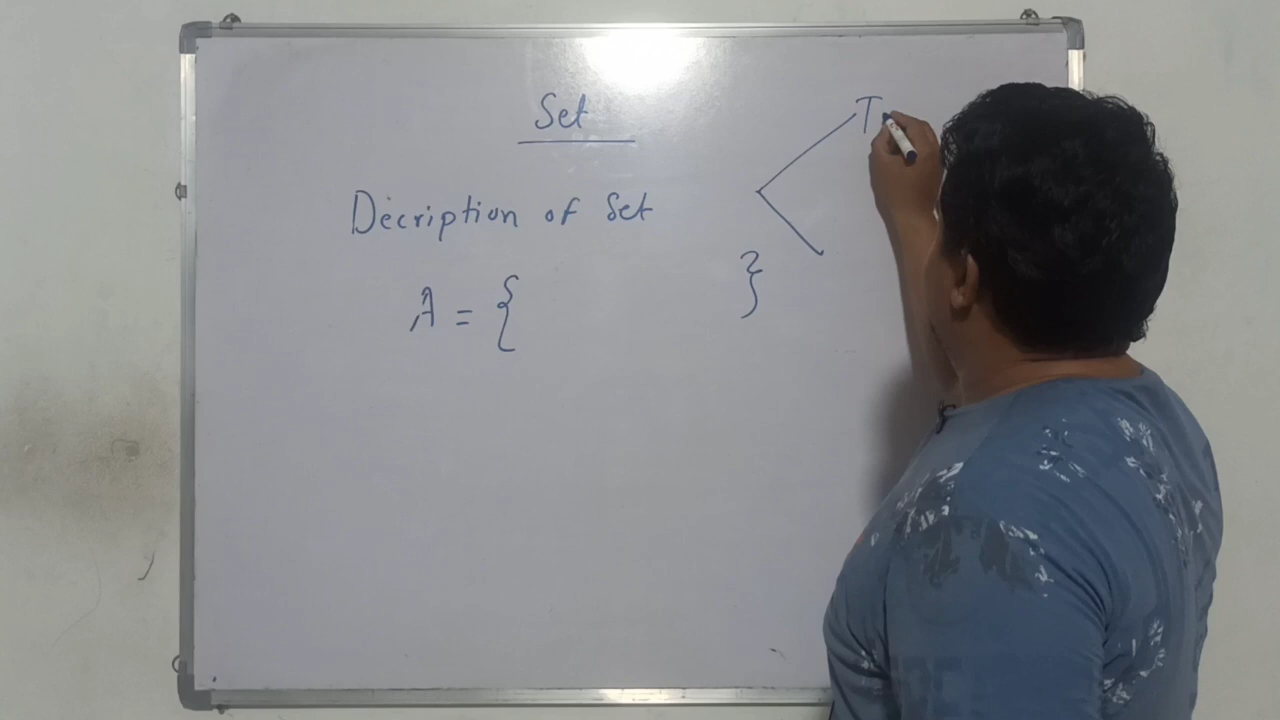 Set
T
Decription of Set
A = { }